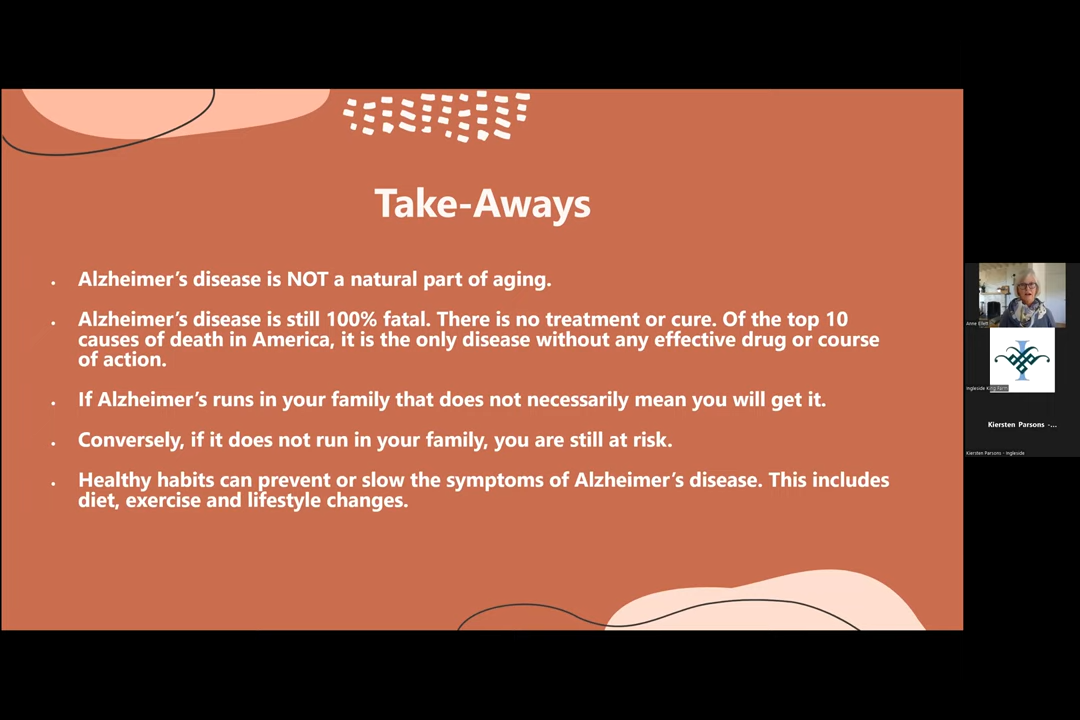 Take-Aways
. Alzheimer’s disease is NOT a natural part of aging.
. Alzheimer’s disease is still 100% fatal. There is no treatment or cure. Of the top 10
causes of death in America, it is the only disease without any effective drug or course
of action.
. If Alzheimer’s runs in your family that does not necessarily mean you will get it.
. Conversely, if it does not run in your family, you are still at risk.
. Healthy habits can prevent or slow the symptoms of Alzheimer’s disease. This includes
diet, exercise and lifestyle changes.
Anne
Ingleside King Farm
Kiersten Parsons -...
Kiersten Parsons - Ingleside